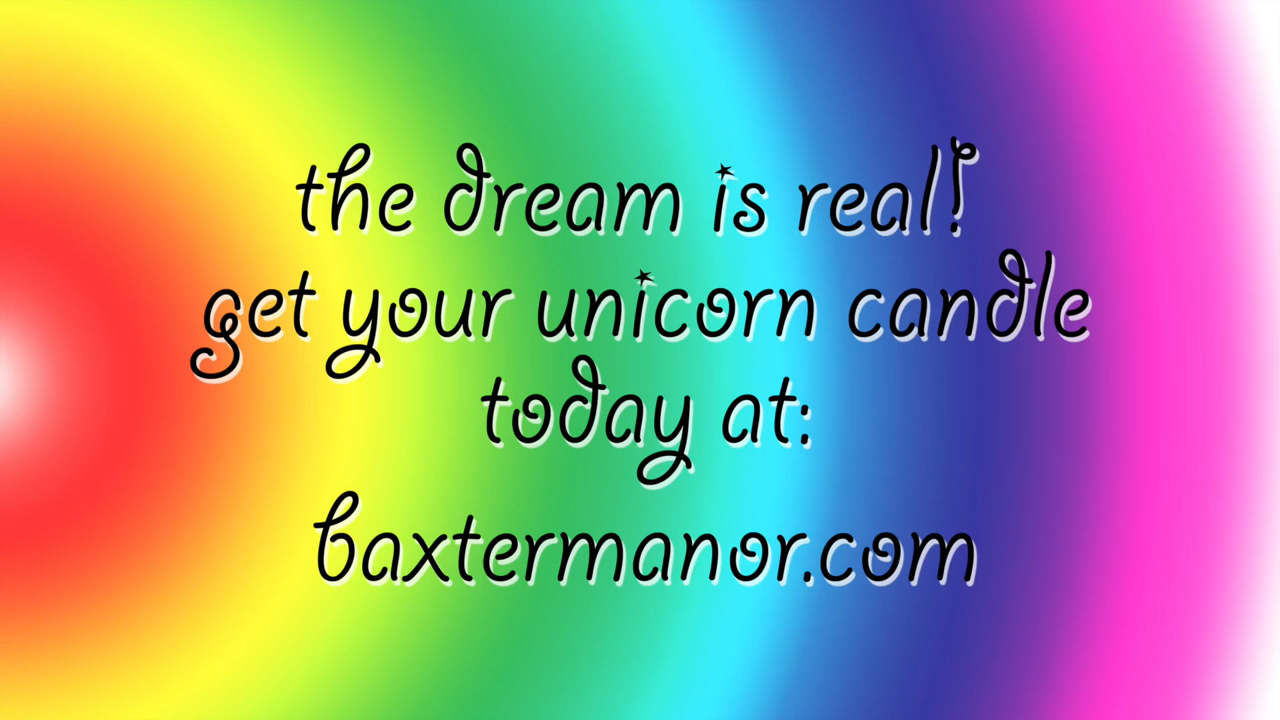 the dream is real!
get your unicorn candle
today at:
baxtermanor.com